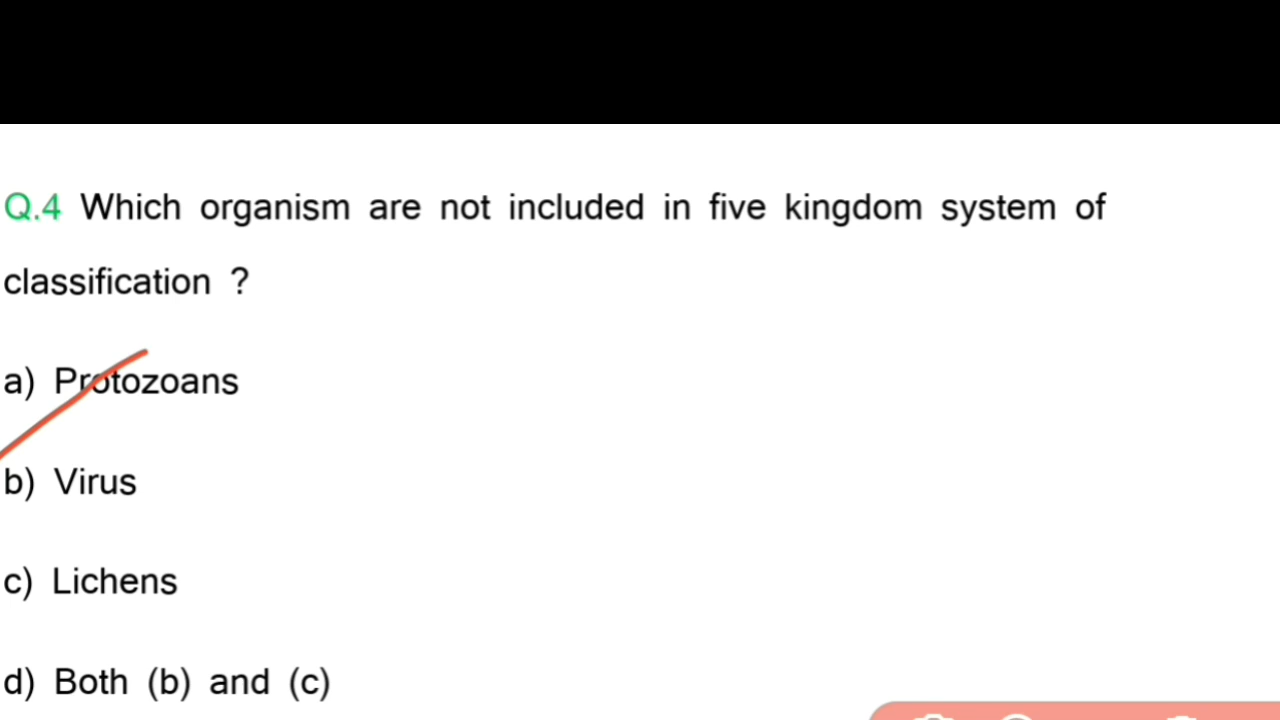 Q.4 Which organism are not included in five kingdom system of
classification ?
a) Protozoans
b) Virus
c) Lichens
d) Both (b) and (c)